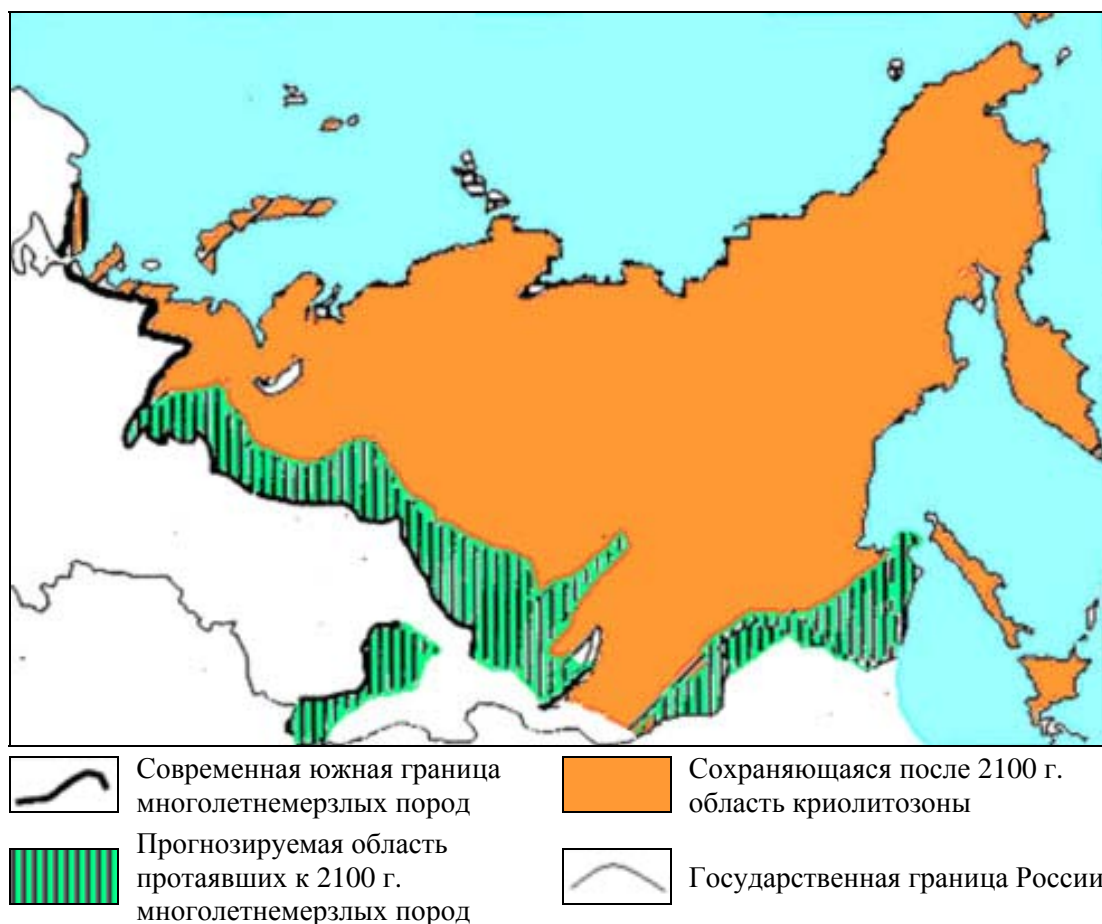 Современная южная граница
многолетнемерзлых пород
Сохраняющаяся после 2100 г.
область криолитозоны
Прогнозируемая область
протаявших к 2100 г.
многолетнемерзлых пород
Государственная граница России